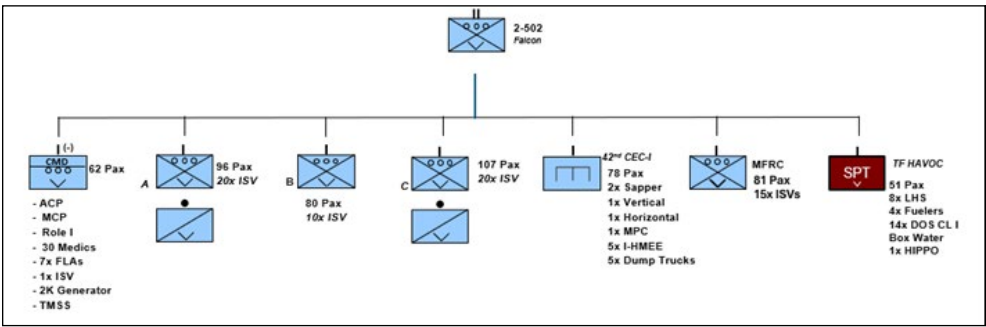 2-502
Falcon
(-)
CMD
62 Pax
- ACP
- MCP
- Role I
- 30 Medics
- 7x FLAs
- 1x ISV
- 2K Generator
- TMSS
A
96 Pax
20x ISV
B
80 Pax
10x ISV
C
107 Pax
20x ISV
42nd CEC-I
78 Pax
2x Sapper
1x Vertical
1x Horizontal
1x MPC
5x I-HMEE
5x Dump Trucks
MFRC
81 Pax
15x ISVs
SPT
TF HAVOC
51 Pax
8x LHS
4x Fuelers
14x DOS CL I
Box Water
1x HIPPO